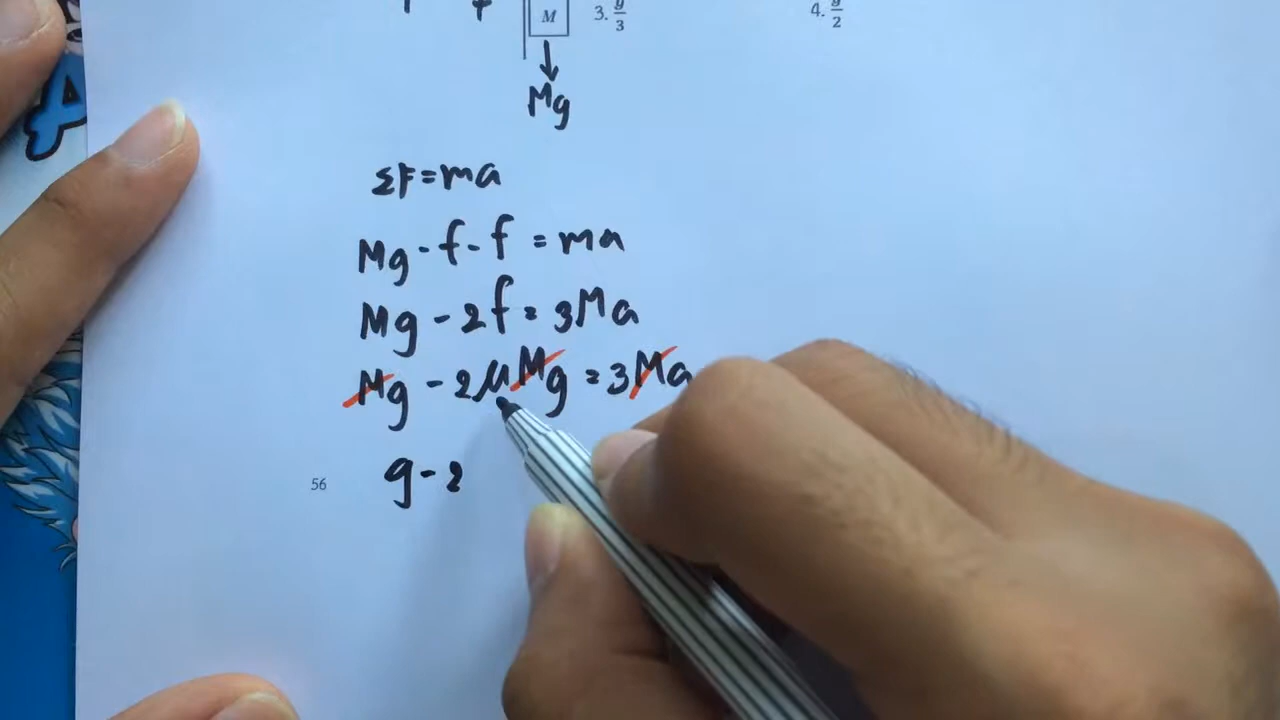 M 3. g/3 4. g/2
Mg
ΣF=ma
Mg - f - f = ma
Mg - 2f = 3Ma
Mg - 2μMg = 3Ma
g - 2
56